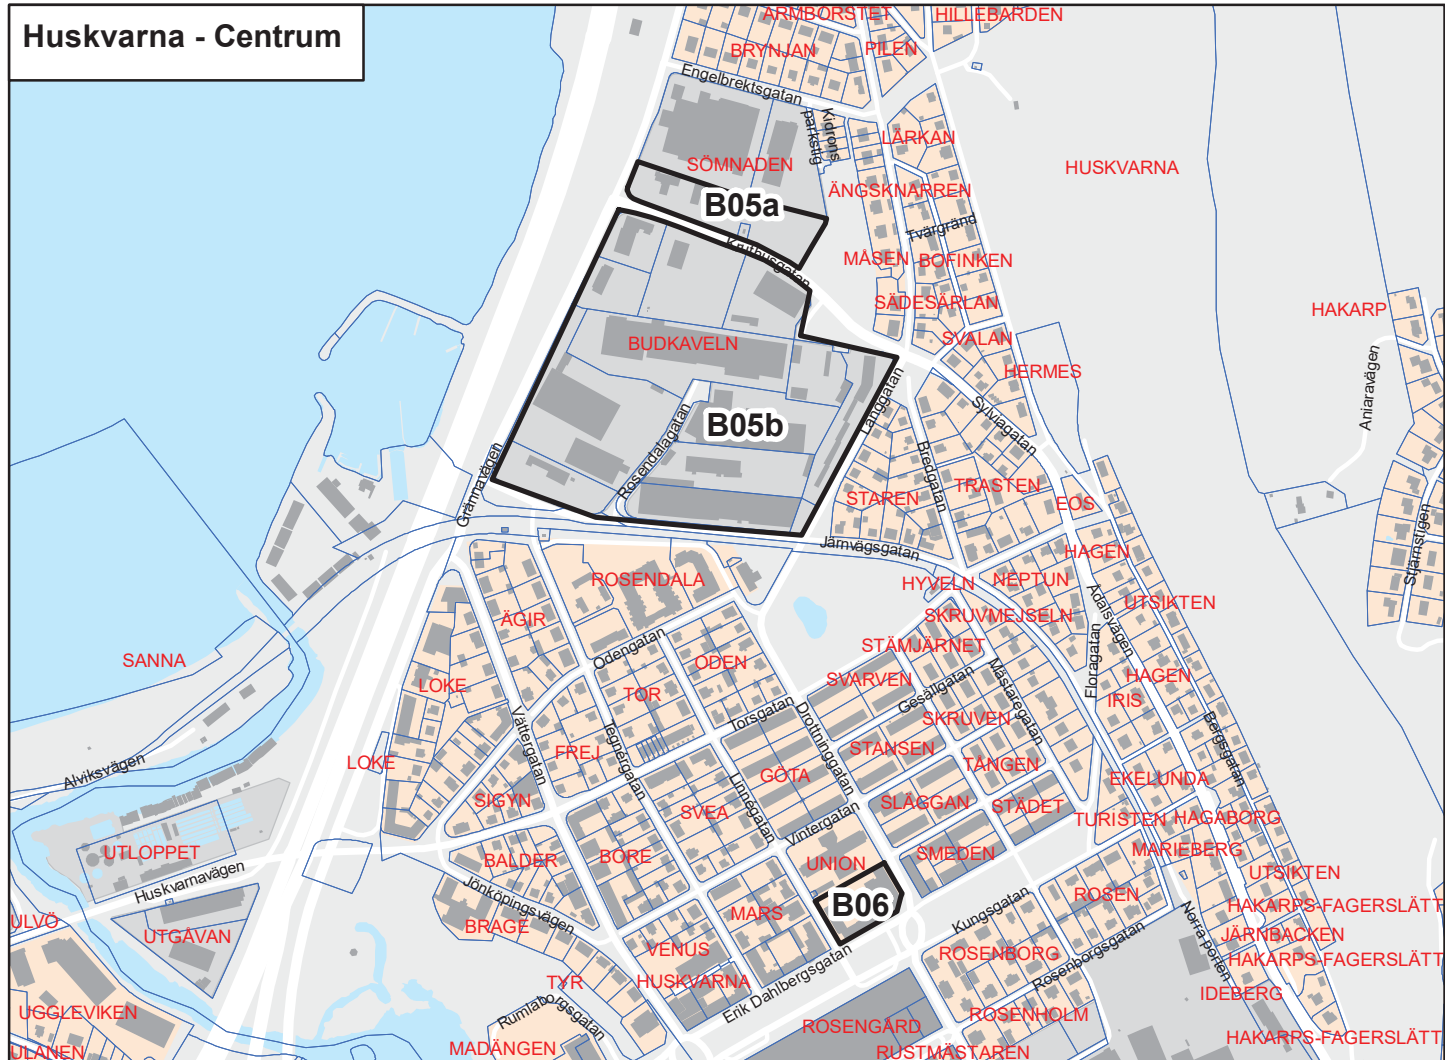 Huskvarna - Centrum
ARMBORSTET
HILLEBARDEN
BRYNJAN
PILEN
Engelbrektsgatan
Kidrons
parkstig
LÄRKAN
SÖMNADEN
HUSKVARNA
ÄNGSKNARREN
B05a
Tvärgränd
Kruthusgatan
MÅSEN
BOFINKEN
SÄDESÄRLAN
HAKARP
SVALAN
BUDKAVELN
HERMES
Aniaravägen
Långgatan
Sylviagatan
B05b
Rosendalagatan
Bredgatan
Grännavägen
STAREN
TRASTEN
EOS
Stjärnstigen
Järnvägsgatan
HAGEN
ROSENDALA
HYVELN
NEPTUN
Ådalsvägen
UTSIKTEN
ÄGIR
SKRUVMEJSELN
Odengatan
STÄMJÄRNET
Floragatan
SANNA
ODEN
LOKE
SVARVEN
Gesällgatan
Mästaregatan
HAGEN
TOR
IRIS
Vättergatan
Tegnérgatan
Torsgatan
Drottninggatan
SKRUVEN
Bergsgatan
FREJ
STANSEN
LOKE
Alviksvägen
GÖTA
TÅNGEN
EKELUNDA
SIGYN
Linnégatan
SLÄGGAN
STÄDET
SVEA
Vintergatan
TURISTEN
HAGABORG
UTLOPPET
BALDER
BORE
UNION
SMEDEN
MARIEBERG
UTSIKTEN
Huskvarnavägen
Jönköpingsvägen
ROSEN
B06
HAKARPS-FAGERSLÄTT
ULVÖ
BRAGE
MARS
Kungsgatan
Norra porten
JÄRNBACKEN
UTGÅVAN
VENUS
ROSENBORG
Rosenborgsgatan
HAKARPS-FAGERSLÄTT
TYR
HUSKVARNA
Erik Dahlbergsgatan
IDEBERG
UGGLEVIKEN
Rumlaborgsgatan
ROSENGÅRD
ROSENHOLM
HAKARPS-FAGERSLÄTT
ULANEN
MADÄNGEN
RUSTMÄSTAREN